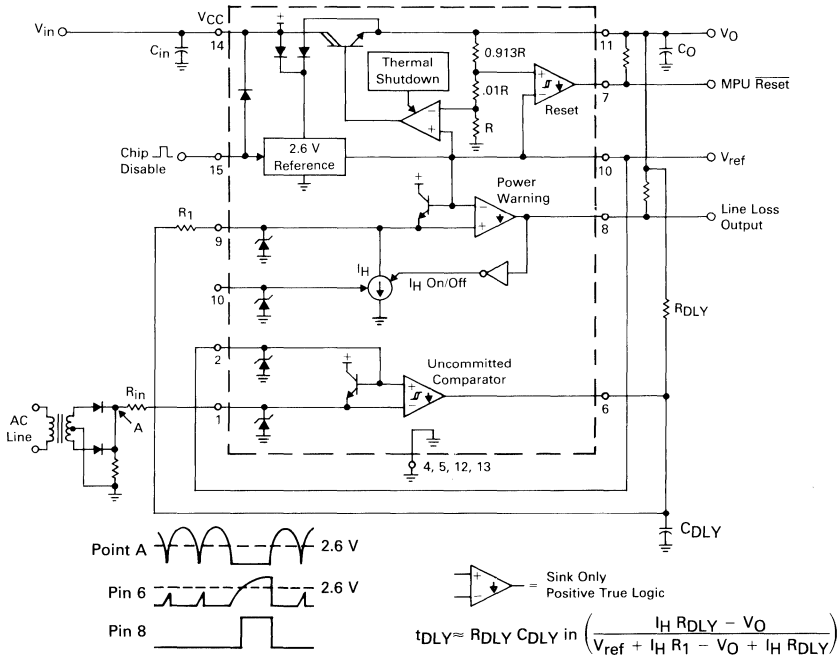 Vin
Cin
VCC
14
Thermal
Shutdown
0.913R
.01R
R
Reset
11
VO
CO
7
MPU Reset
Chip
Disable
15
2.6 V
Reference
10
Vref
Power
Warning
R1
9
8
Line Loss
Output
IH
IH On/Off
10
RDLY
2
Uncommitted
Comparator
Rin
1
6
AC
Line
A
4, 5, 12, 13
CDLY
Point A
2.6 V
Pin 6
2.6 V
Pin 8
= Sink Only
Positive True Logic
tDLY≈ RDLY CDLY in ( IH RDLY − VO / Vref + IH R1 − VO + IH RDLY )